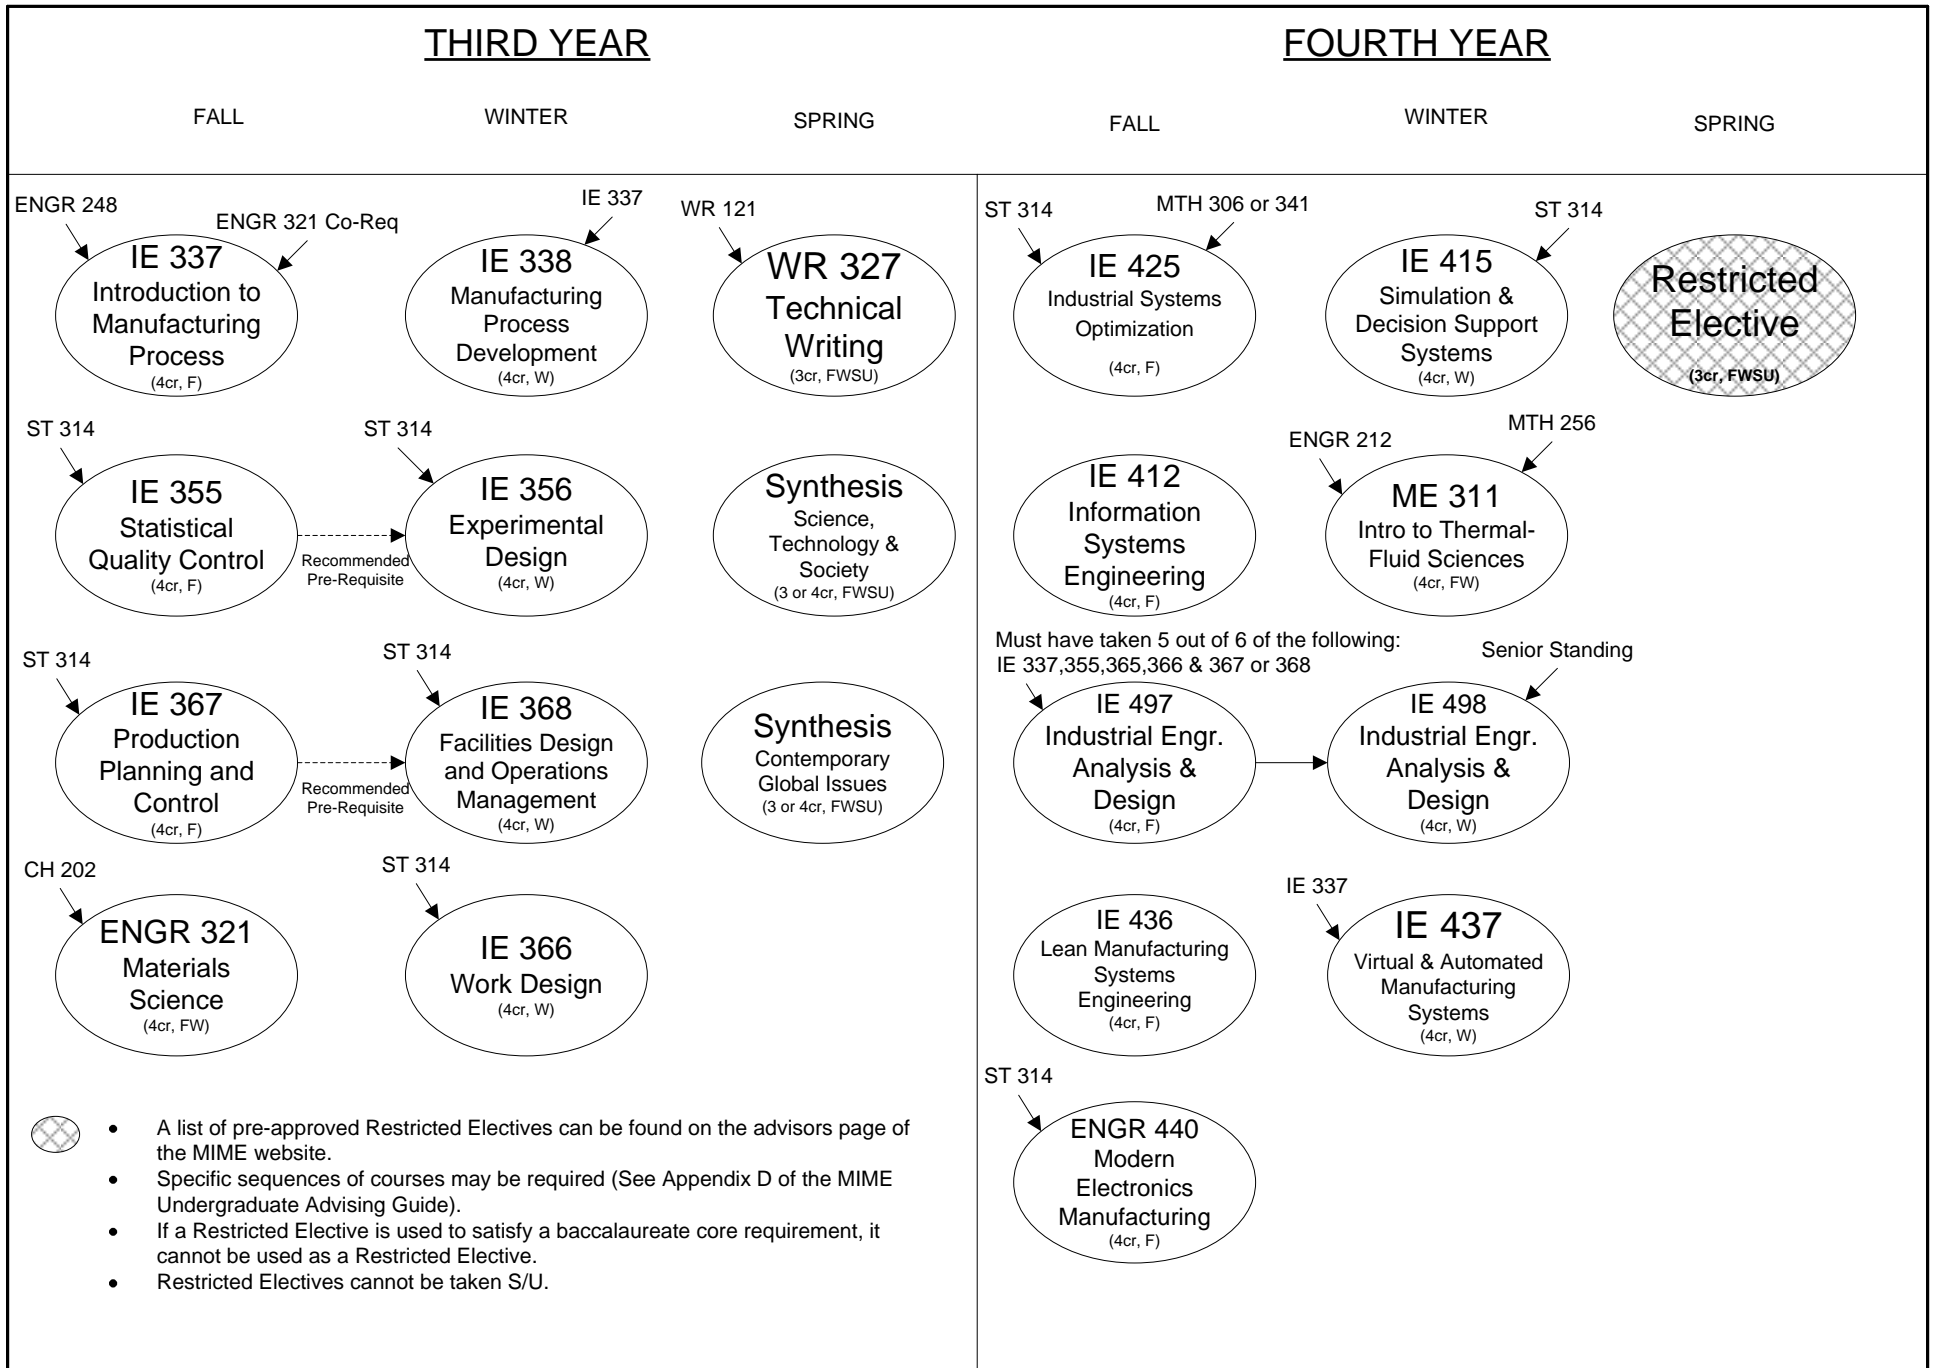 THIRD YEAR
FALL
WINTER
SPRING
ENGR 248
ENGR 321 Co-Req
IE 337
Introduction to
Manufacturing
Process
(4cr, F)
IE 337
IE 338
Manufacturing
Process
Development
(4cr, W)
WR 121
WR 327
Technical
Writing
(3cr, FWSU)
ST 314
IE 355
Statistical
Quality Control
(4cr, F)
Recommended
Pre-Requisite
ST 314
IE 356
Experimental
Design
(4cr, W)
Synthesis
Science,
Technology &
Society
(3 or 4cr, FWSU)
ST 314
IE 367
Production
Planning and
Control
(4cr, F)
Recommended
Pre-Requisite
ST 314
IE 368
Facilities Design
and Operations
Management
(4cr, W)
Synthesis
Contemporary
Global Issues
(3 or 4cr, FWSU)
CH 202
ENGR 321
Materials
Science
(4cr, FW)
ST 314
IE 366
Work Design
(4cr, W)
• A list of pre-approved Restricted Electives can be found on the advisors page of
the MIME website.
• Specific sequences of courses may be required (See Appendix D of the MIME
Undergraduate Advising Guide).
• If a Restricted Elective is used to satisfy a baccalaureate core requirement, it
cannot be used as a Restricted Elective.
• Restricted Electives cannot be taken S/U.
FOURTH YEAR
FALL
WINTER
SPRING
ST 314
MTH 306 or 341
IE 425
Industrial Systems
Optimization
(4cr, F)
ST 314
IE 415
Simulation &
Decision Support
Systems
(4cr, W)
Restricted
Elective
(3cr, FWSU)
IE 412
Information
Systems
Engineering
(4cr, F)
ENGR 212
MTH 256
ME 311
Intro to Thermal-
Fluid Sciences
(4cr, FW)
Must have taken 5 out of 6 of the following:
IE 337,355,365,366 & 367 or 368
IE 497
Industrial Engr.
Analysis &
Design
(4cr, F)
Senior Standing
IE 498
Industrial Engr.
Analysis &
Design
(4cr, W)
IE 436
Lean Manufacturing
Systems
Engineering
(4cr, F)
IE 337
IE 437
Virtual & Automated
Manufacturing
Systems
(4cr, W)
ST 314
ENGR 440
Modern
Electronics
Manufacturing
(4cr, F)